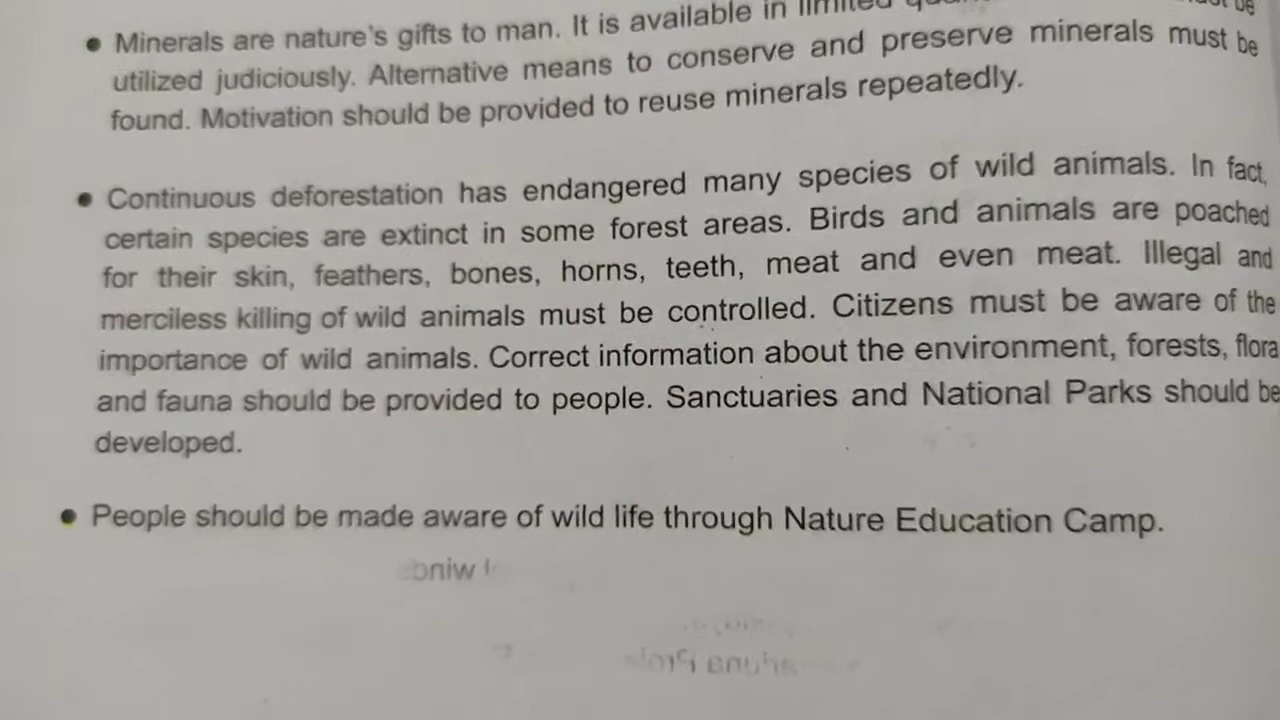 • Minerals are nature's gifts to man. It is available in limited must be
utilized judiciously. Alternative means to conserve and preserve minerals must be
found. Motivation should be provided to reuse minerals repeatedly.
• Continuous deforestation has endangered many species of wild animals. In fact,
certain species are extinct in some forest areas. Birds and animals are poached
for their skin, feathers, bones, horns, teeth, meat and even meat. Illegal and
merciless killing of wild animals must be controlled. Citizens must be aware of the
importance of wild animals. Correct information about the environment, forests, flora
and fauna should be provided to people. Sanctuaries and National Parks should be
developed.
• People should be made aware of wild life through Nature Education Camp.